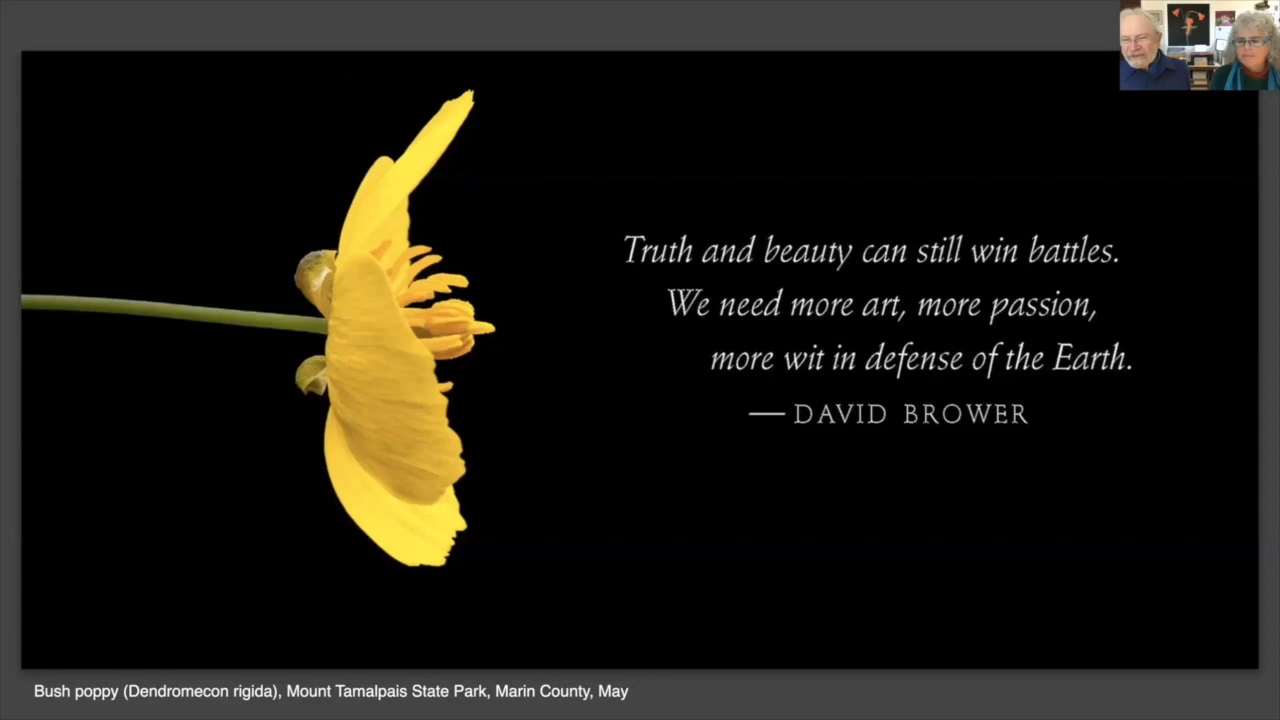 Truth and beauty can still win battles.
We need more art, more passion,
more wit in defense of the Earth.
— DAVID BROWER
Bush poppy (Dendromecon rigida), Mount Tamalpais State Park, Marin County, May